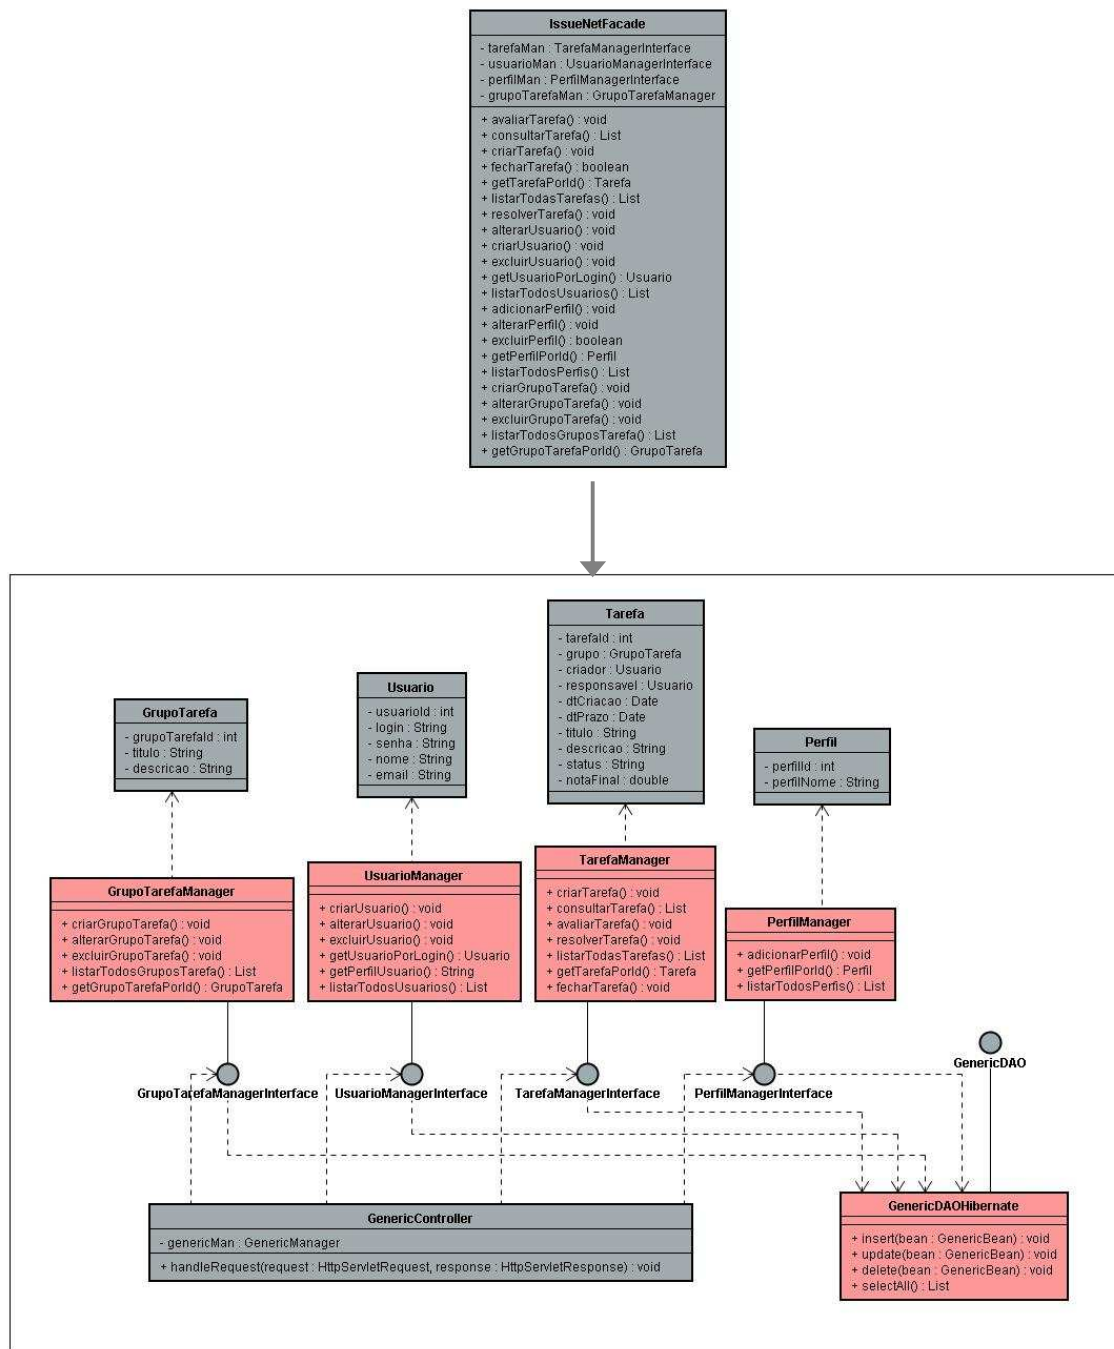 IssueNetFacade
- tarefaMan : TarefaManagerInterface
- usuarioMan : UsuarioManagerInterface
- perfilMan : PerfilManagerInterface
- grupoTarefaMan : GrupoTarefaManager
+ avaliarTarefa() : void
+ consultarTarefa() : List
+ criarTarefa() : void
+ fecharTarefa() : boolean
+ getTarefaPorId() : Tarefa
+ listarTodasTarefas() : List
+ resolverTarefa() : void
+ alterarUsuario() : void
+ criarUsuario() : void
+ excluirUsuario() : void
+ getUsuarioPorLogin() : Usuario
+ listarTodosUsuarios() : List
+ adicionarPerfil() : void
+ alterarPerfil() : void
+ excluirPerfil() : boolean
+ getPerfilPorId() : Perfil
+ listarTodosPerfis() : List
+ criarGrupoTarefa() : void
+ alterarGrupoTarefa() : void
+ excluirGrupoTarefa() : void
+ listarTodosGruposTarefa() : List
+ getGrupoTarefaPorId() : GrupoTarefa
GrupoTarefa
- grupoTarefaId : int
- titulo : String
- descricao : String
Usuario
- usuarioId : int
- login : String
- senha : String
- nome : String
- email : String
Tarefa
- tarefaId : int
- grupo : GrupoTarefa
- criador : Usuario
- responsavel : Usuario
- dtCriacao : Date
- dtPrazo : Date
- titulo : String
- descricao : String
- status : String
- notaFinal : double
Perfil
- perfilId : int
- perfilNome : String
GrupoTarefaManager
+ criarGrupoTarefa() : void
+ alterarGrupoTarefa() : void
+ excluirGrupoTarefa() : void
+ listarTodosGruposTarefa() : List
+ getGrupoTarefaPorId() : GrupoTarefa
UsuarioManager
+ criarUsuario() : void
+ alterarUsuario() : void
+ excluirUsuario() : void
+ getUsuarioPorLogin() : Usuario
+ getPerfilUsuario() : String
+ listarTodosUsuarios() : List
TarefaManager
+ criarTarefa() : void
+ consultarTarefa() : List
+ avaliarTarefa() : void
+ resolverTarefa() : void
+ listarTodasTarefas() : List
+ getTarefaPorId() : Tarefa
+ fecharTarefa() : void
PerfilManager
+ adicionarPerfil() : void
+ getPerfilPorId() : Perfil
+ listarTodosPerfis() : List
GenericDAO
GrupoTarefaManagerInterface
UsuarioManagerInterface
TarefaManagerInterface
PerfilManagerInterface
GenericController
- genericMan : GenericManager
+ handleRequest(request : HttpServletRequest, response : HttpServletResponse) : void
GenericDAOHibernate
+ insert(bean : GenericBean) : void
+ update(bean : GenericBean) : void
+ delete(bean : GenericBean) : void
+ selectAll() : List